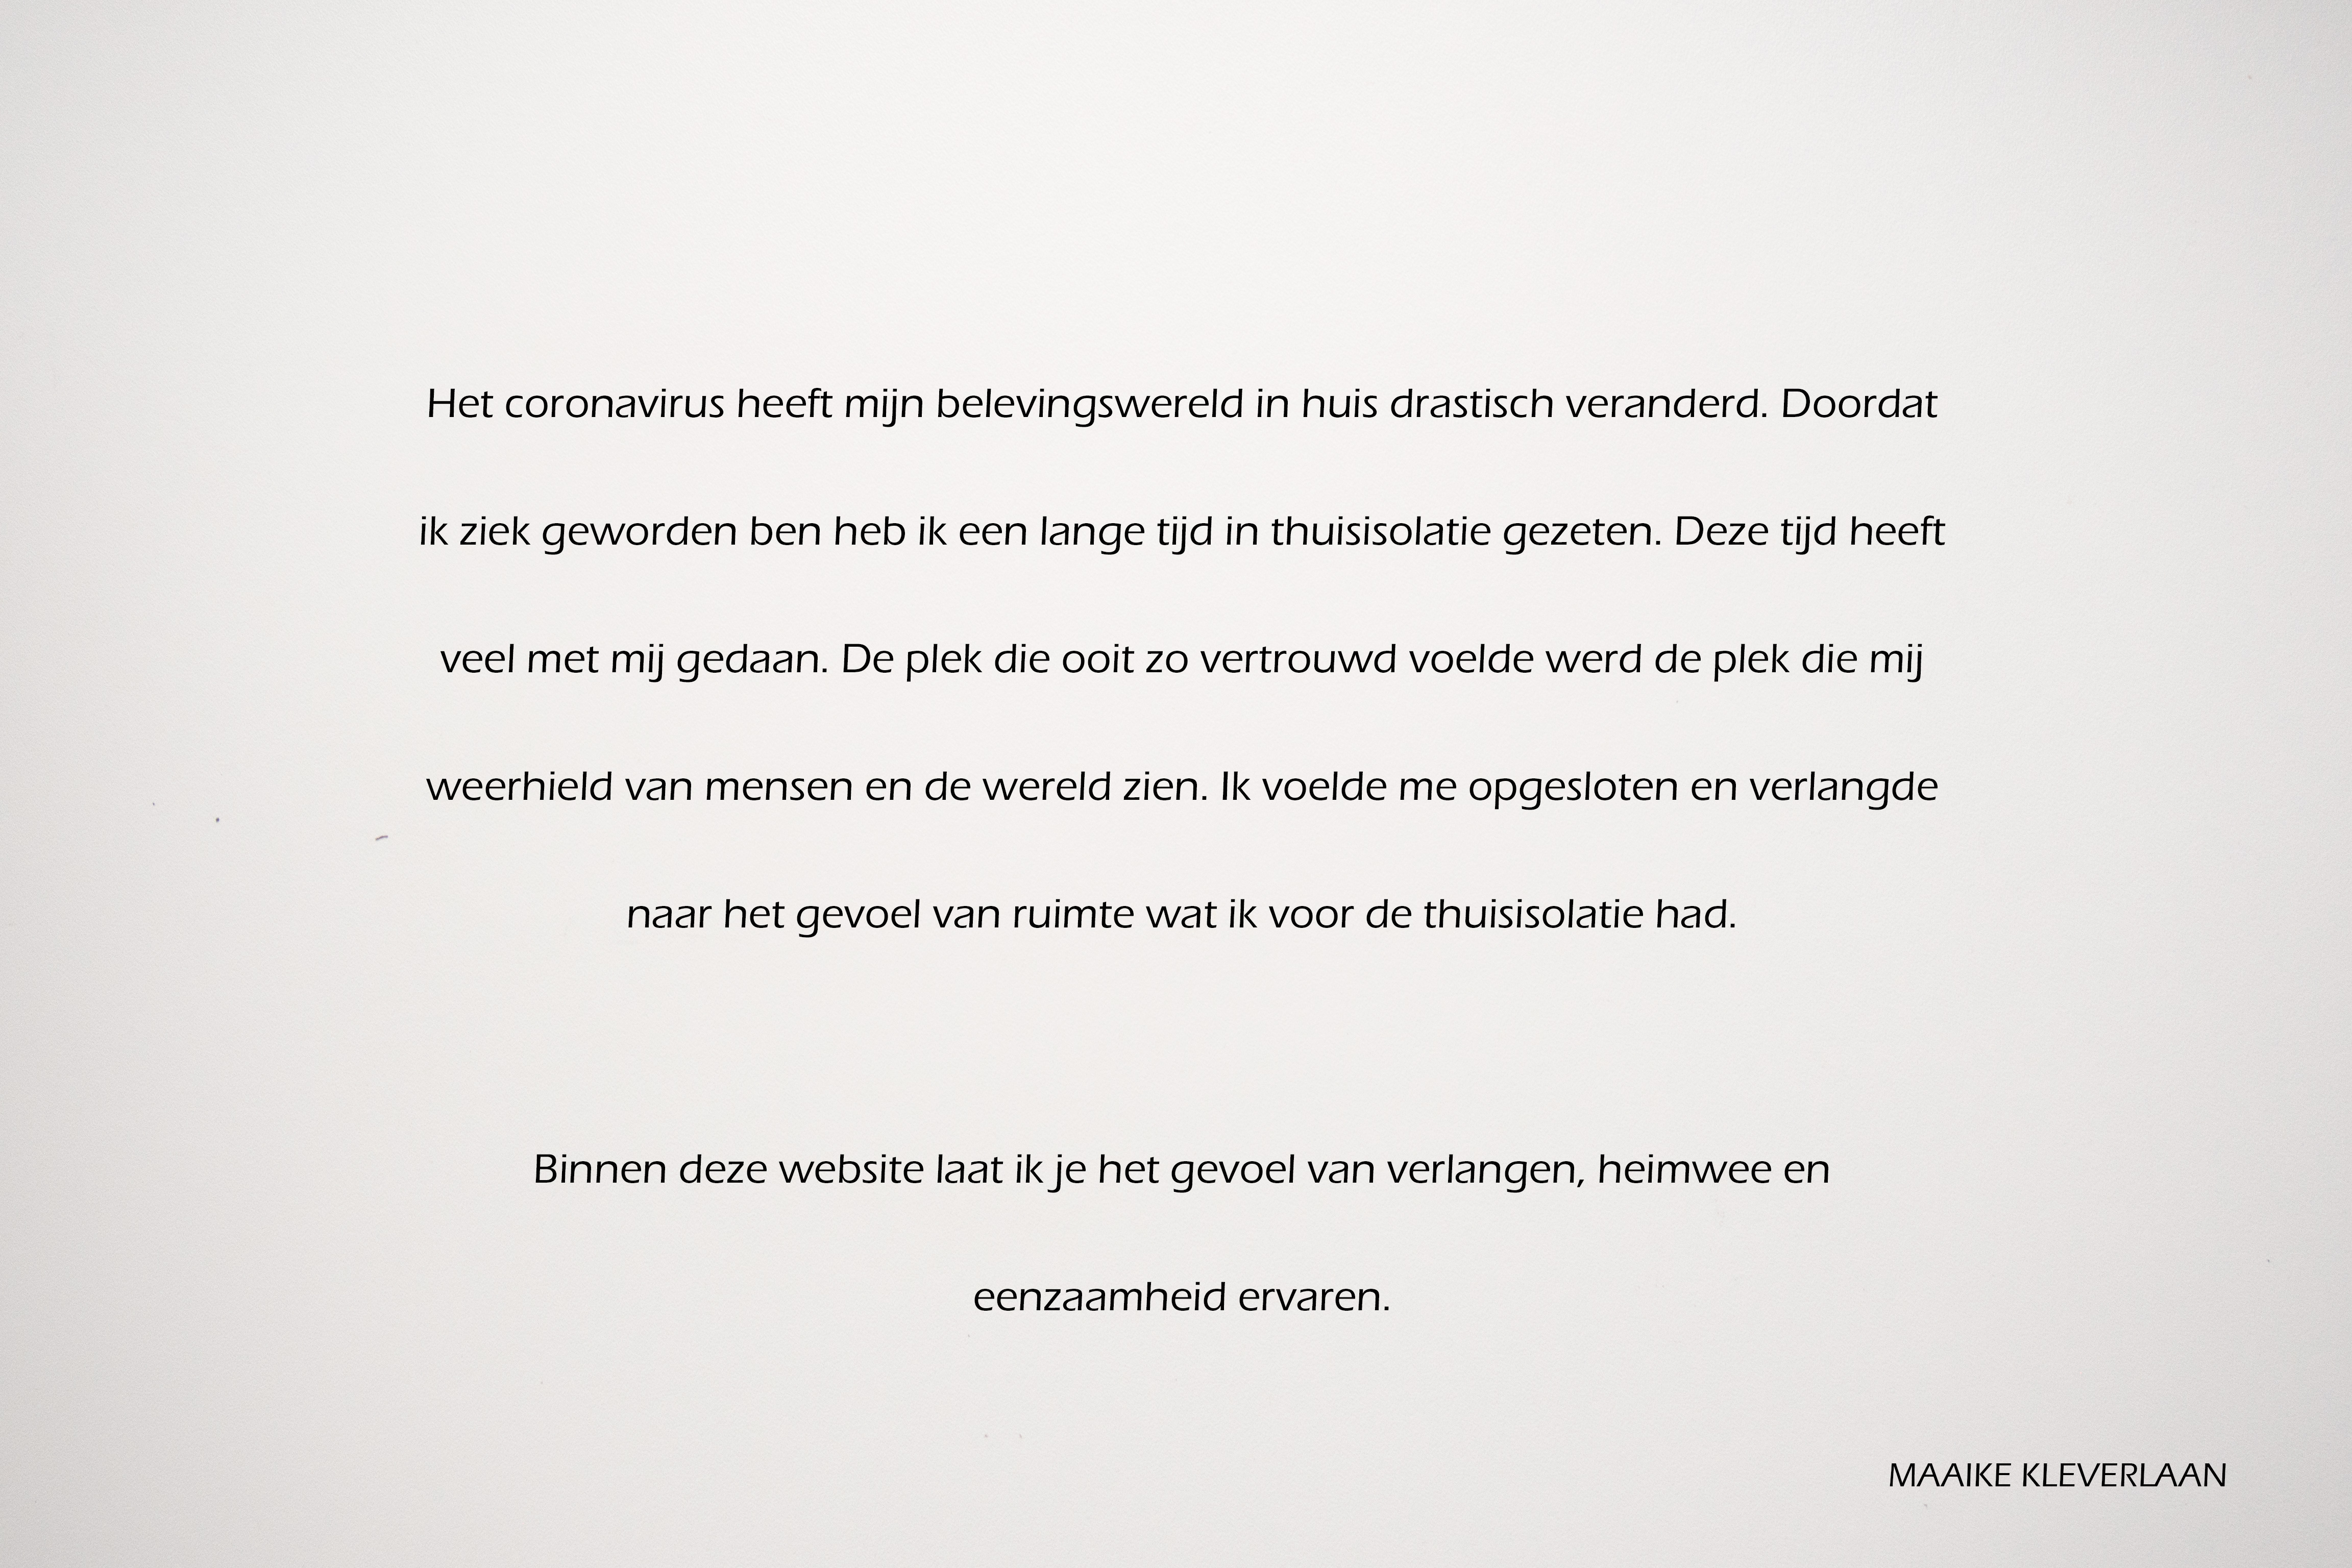 Het coronavirus heeft mijn belevingswereld in huis drastisch veranderd. Doordat
ik ziek geworden ben heb ik een lange tijd in thuisisolatie gezeten. Deze tijd heeft
veel met mij gedaan. De plek die ooit zo vertrouwd voelde werd de plek die mij
weerhield van mensen en de wereld zien. Ik voelde me opgesloten en verlangde
naar het gevoel van ruimte wat ik voor de thuisisolatie had.
Binnen deze website laat ik je het gevoel van verlangen, heimwee en
eenzaamheid ervaren.
MAAIKE KLEVERLAAN